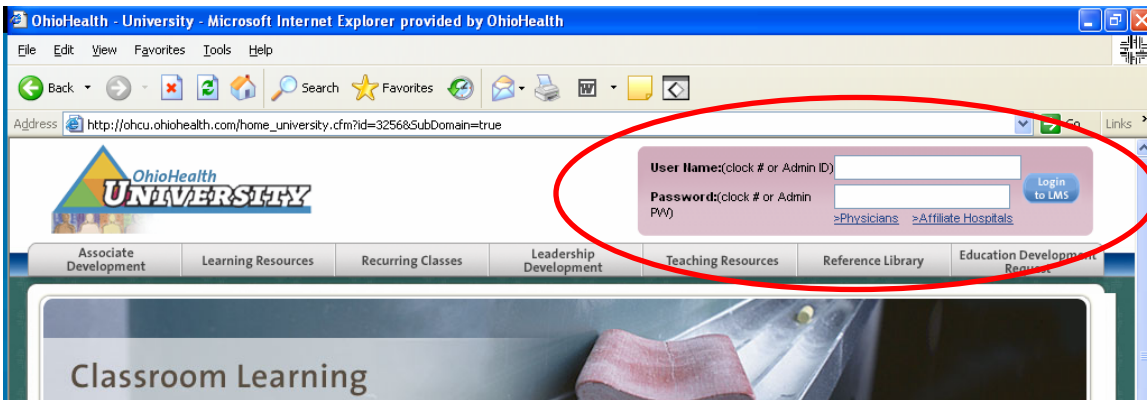 OhioHealth - University - Microsoft Internet Explorer provided by OhioHealth
File Edit View Favorites Tools Help
Back Search Favorites
Address http://ohcu.ohiohealth.com/home_university.cfm?id=3256&SubDomain=true Go Links
OhioHealth
UNIVERSITY
User Name:(clock # or Admin ID)
Password:(clock # or Admin
PW)
Login
to LMS
>Physicians >Affiliate Hospitals
Associate
Development
Learning Resources
Recurring Classes
Leadership
Development
Teaching Resources
Reference Library
Education Development
Request
Classroom Learning